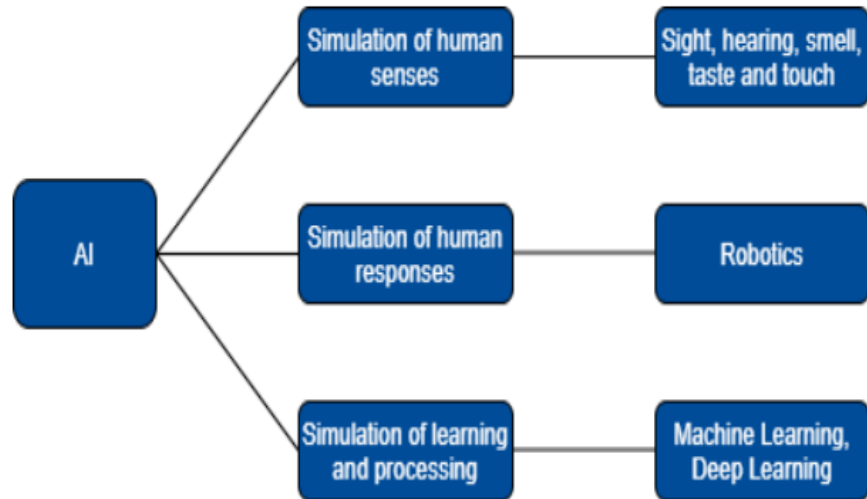 AI
Simulation of human
senses
Sight, hearing, smell,
taste and touch
Simulation of human
responses
Robotics
Simulation of learning
and processing
Machine Learning,
Deep Learning